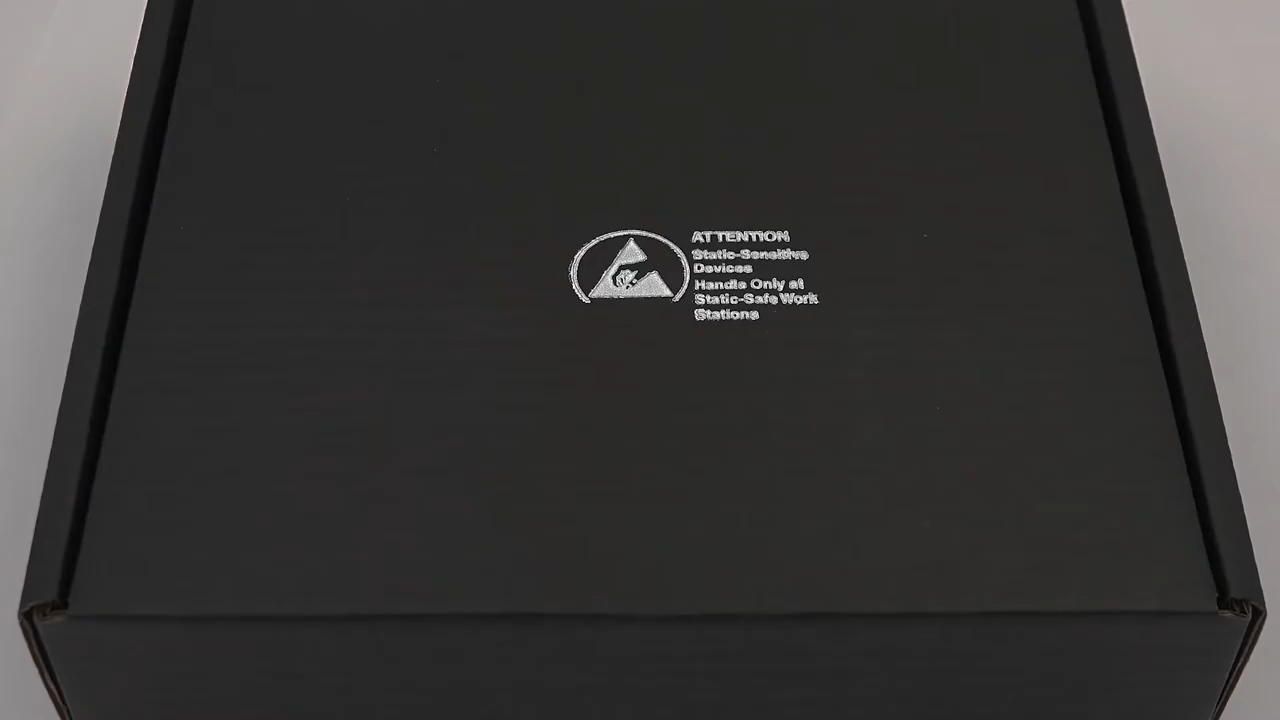 ATTENTION
Static-Sensitive
Devices
Handle Only at
Static-Safe Work
Stations